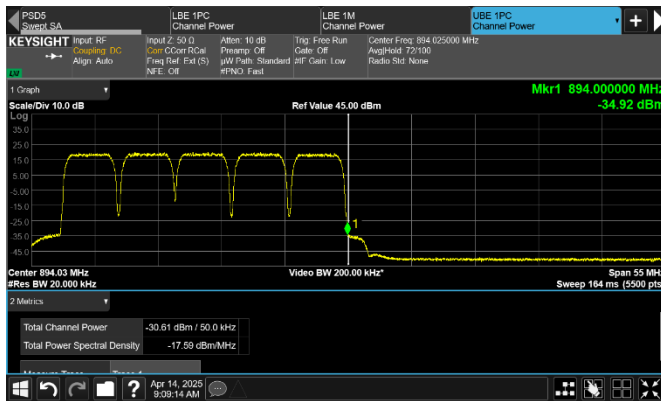 PSD5
Swept SA
LBE 1PC
Channel Power
LBE 1M
Channel Power
UBE 1PC
Channel Power
KEYSIGHT
Input: RF
Coupling: DC
Align: Auto
Input Z: 50 Ω
Corr CCorr RCal
Freq Ref: Ext (S)
NFE: Off
Atten: 10 dB
Preamp: Off
µW Path: Standard
#PNO: Fast
Trig: Free Run
Gate: Off
#IF Gain: Low
Center Freq: 894.025000 MHz
Avg|Hold: 72/100
Radio Std: None
1 Graph
Mkr1 894.000000 MHz
-34.92 dBm
Scale/Div 10.0 dB
Ref Value 45.00 dBm
Log
35.0
25.0
15.0
5.00
-5.00
-15.0
-25.0
-35.0
-45.0
1
Center 894.03 MHz
#Res BW 20.000 kHz
Video BW 200.00 kHz*
Span 55 MHz
Sweep 164 ms (5500 pts)
2 Metrics
Total Channel Power
-30.61 dBm / 50.0 kHz
Total Power Spectral Density
-17.59 dBm/MHz
Measure Trace
Trace 1
Apr 14, 2025
9:09:14 AM